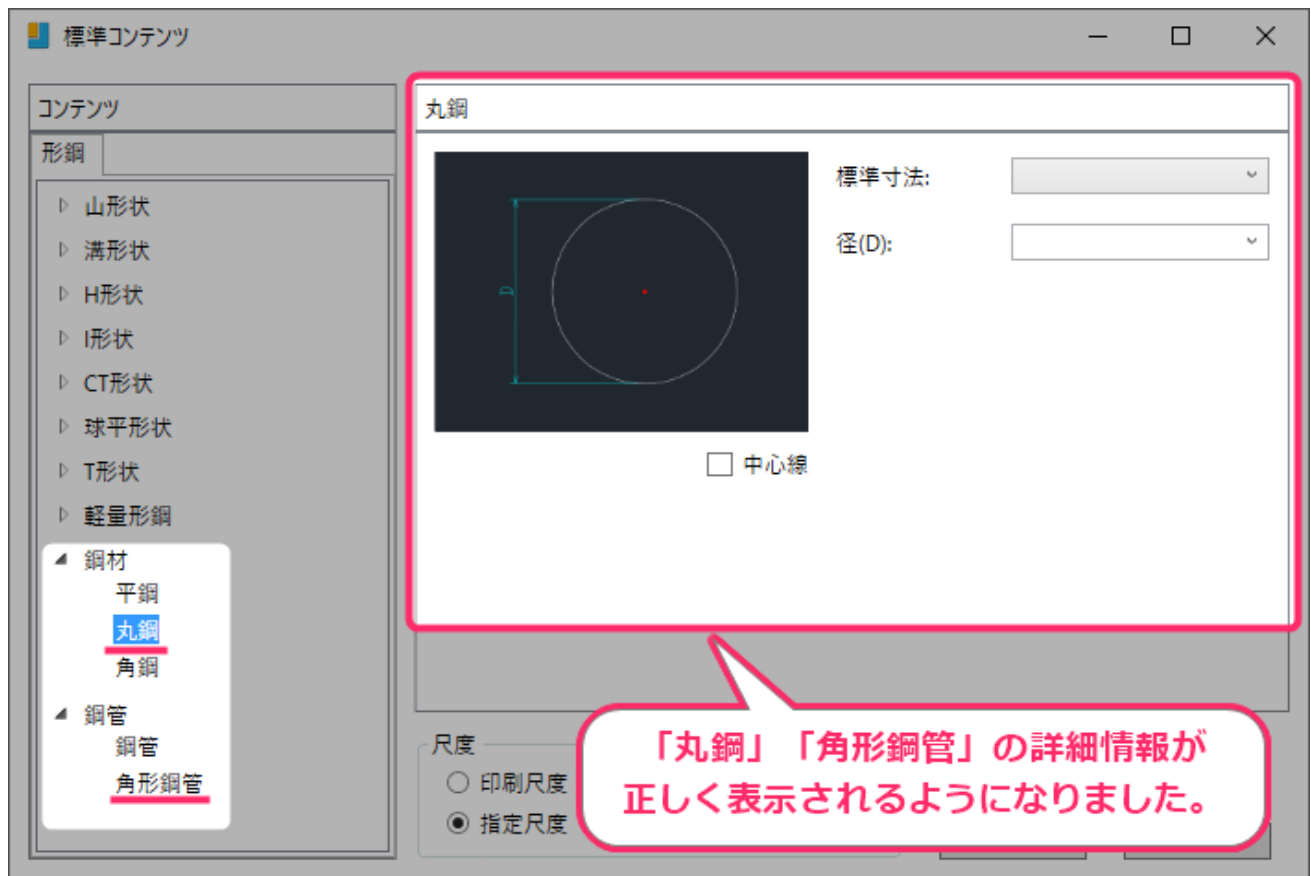 標準コンテンツ
コンテンツ
形鋼
山形状
溝形状
H形状
I形状
CT形状
球平形状
T形状
軽量形鋼
鋼材
平鋼
丸鋼
角鋼
鋼管
鋼管
角形鋼管
丸鋼
D
標準寸法:
径(D):
中心線
尺度
印刷尺度
指定尺度
「丸鋼」「角形鋼管」の詳細情報が
正しく表示されるようになりました。